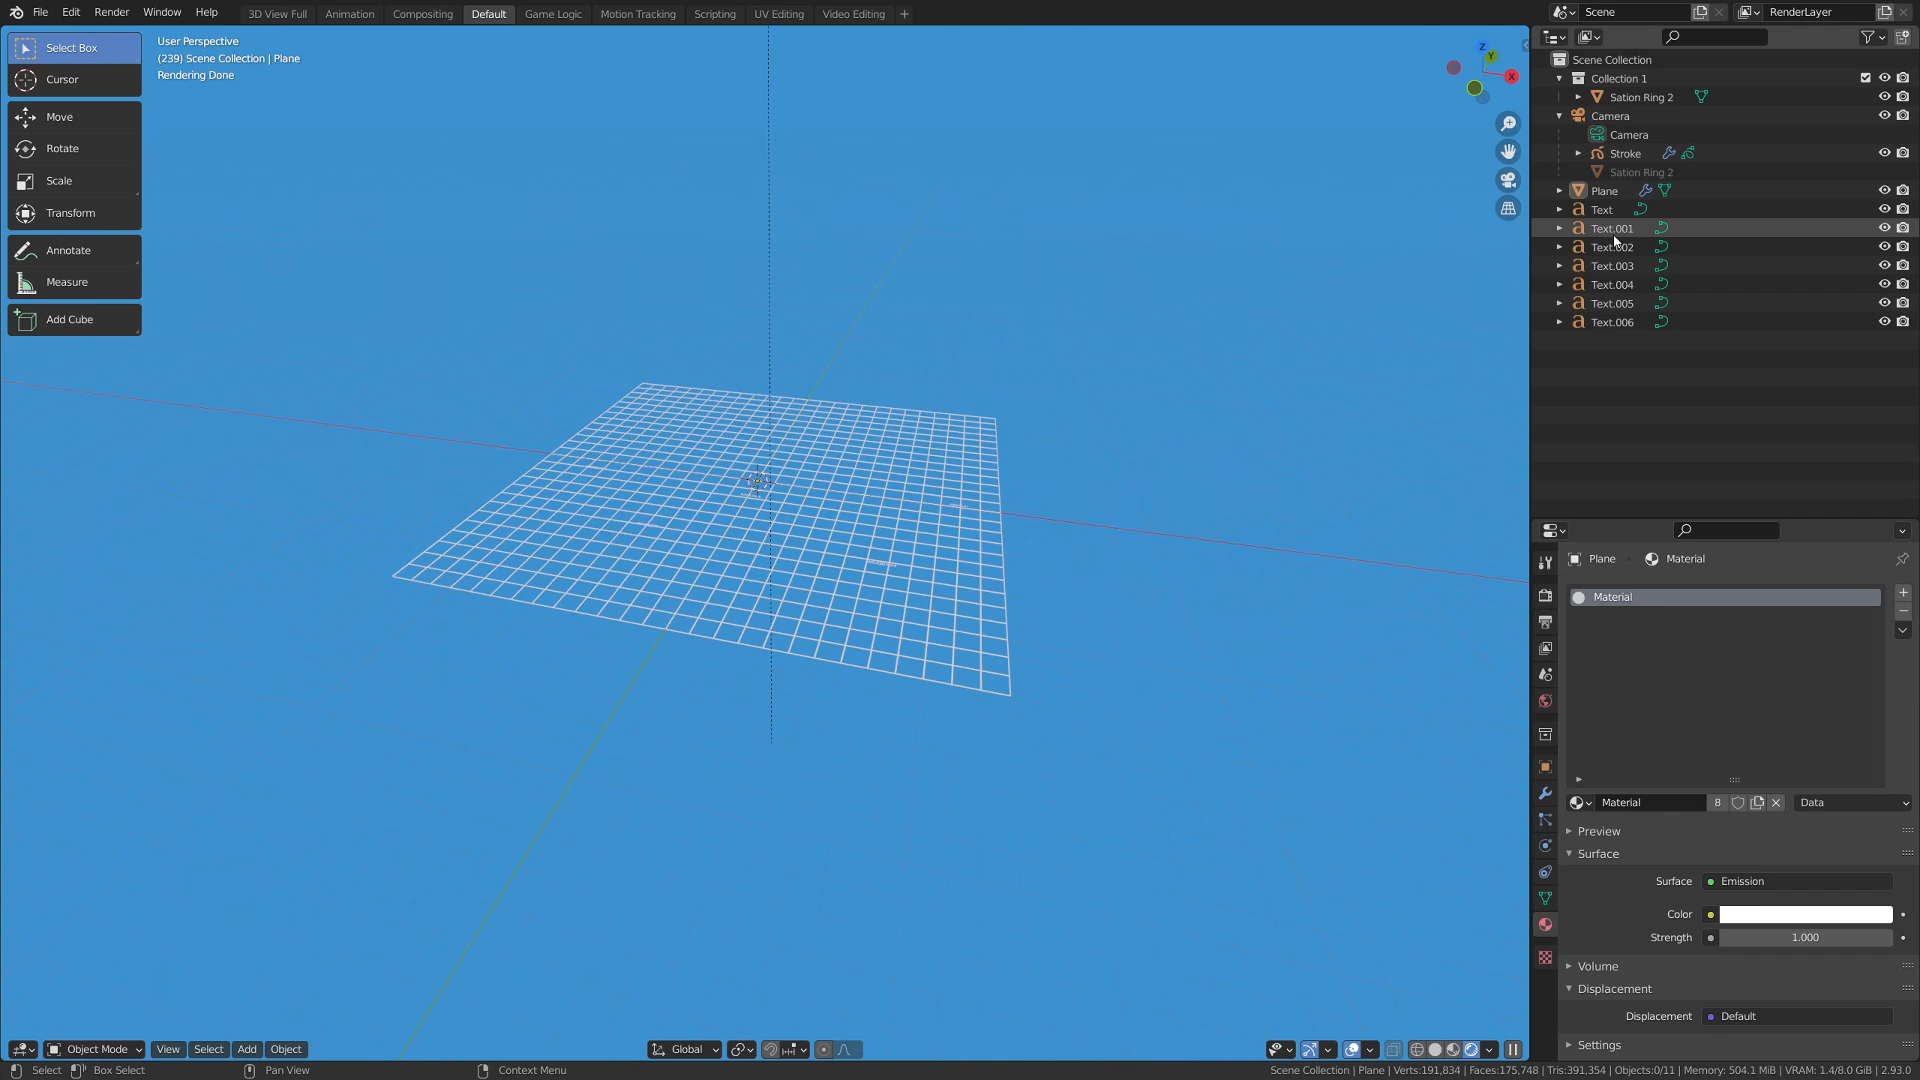 File Edit Render Window Help 3D View Full Animation Compositing Default Game Logic Motion Tracking Scripting UV Editing Video Editing + Scene RenderLayer
Select Box
Cursor
Move
Rotate
Scale
Transform
Annotate
Measure
Add Cube
User Perspective
(239) Scene Collection | Plane
Rendering Done
Z
Y
X
Scene Collection
Collection 1
Sation Ring 2
Camera
Camera
Stroke
Sation Ring 2
Plane
Text
Text.001
Text.002
Text.003
Text.004
Text.005
Text.006
Plane Material
Material
Material 8 Data
Preview
Surface
Surface Emission
Color
Strength 1.000
Volume
Displacement
Displacement Default
Settings
Object Mode View Select Add Object Global
Select Box Select Pan View Context Menu Scene Collection | Plane | Verts:191,834 | Faces:175,748 | Tris:391,354 | Objects:0/11 | Memory: 504.1 MiB | VRAM: 1.4/8.0 GiB | 2.93.0